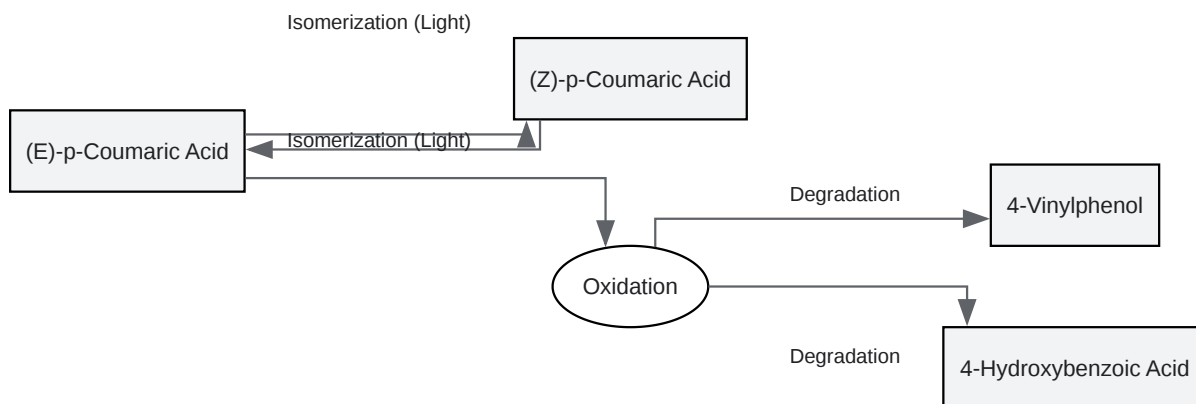 Isomerization (Light)
(Z)-p-Coumaric Acid
(E)-p-Coumaric Acid
Isomerization (Light)
Degradation
4-Vinylphenol
Oxidation
Degradation
4-Hydroxybenzoic Acid